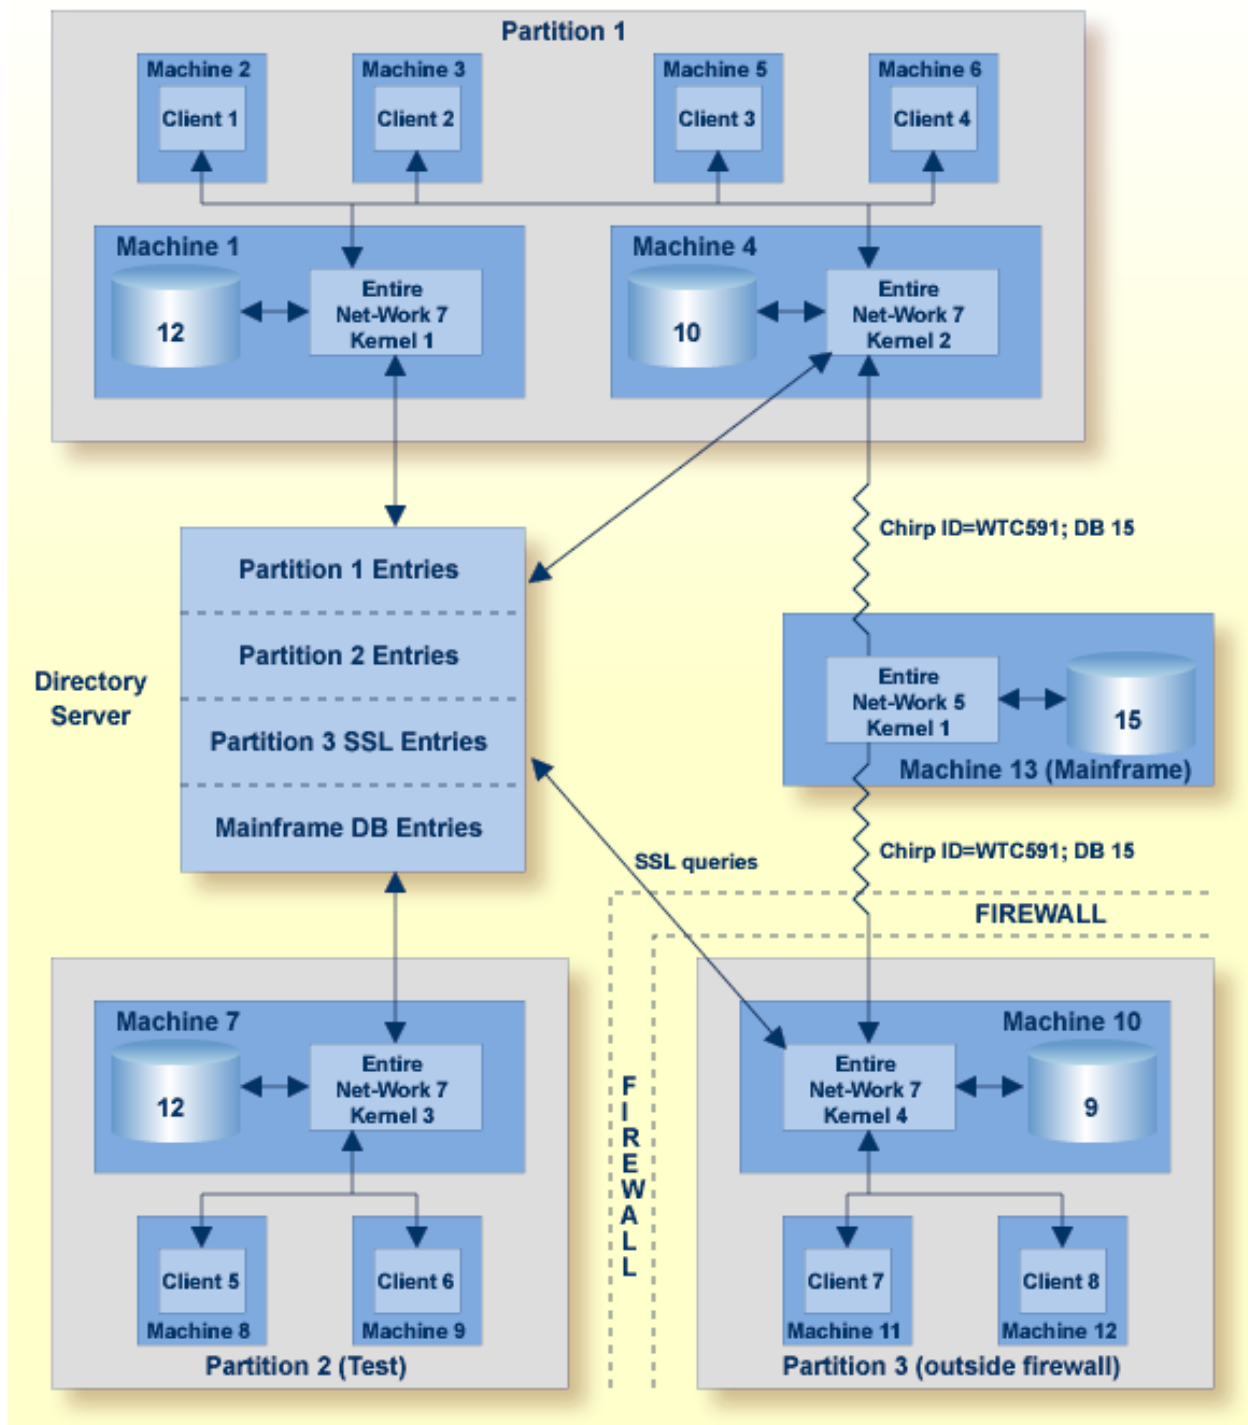 Partition 1
Machine 2
Client 1
Machine 3
Client 2
Machine 5
Client 3
Machine 6
Client 4
Machine 1
12
Entire
Net-Work 7
Kernel 1
Machine 4
10
Entire
Net-Work 7
Kernel 2
Chirp ID=WTC591; DB 15
Directory
Server
Partition 1 Entries
Partition 2 Entries
Partition 3 SSL Entries
Mainframe DB Entries
Entire
Net-Work 5
Kernel 1
15
Machine 13 (Mainframe)
SSL queries
Chirp ID=WTC591; DB 15
FIREWALL
FIREWALL
Machine 7
12
Entire
Net-Work 7
Kernel 3
Client 5
Machine 8
Client 6
Machine 9
Partition 2 (Test)
Machine 10
Entire
Net-Work 7
Kernel 4
9
Client 7
Machine 11
Client 8
Machine 12
Partition 3 (outside firewall)